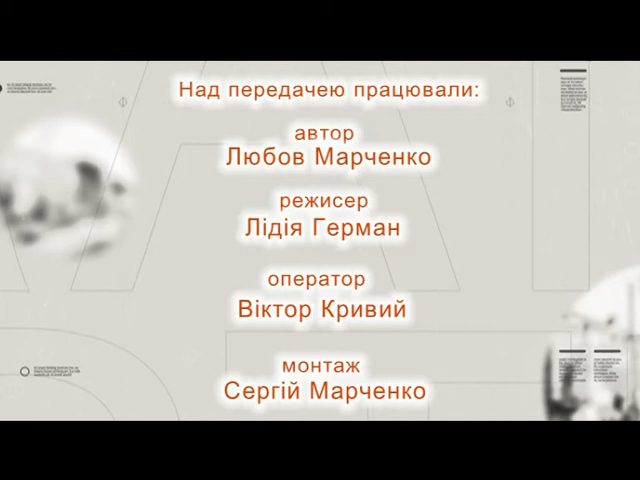 Над передачею працювали:
автор
Любов Марченко
режисер
Лідія Герман
оператор
Віктор Кривий
монтаж
Сергій Марченко